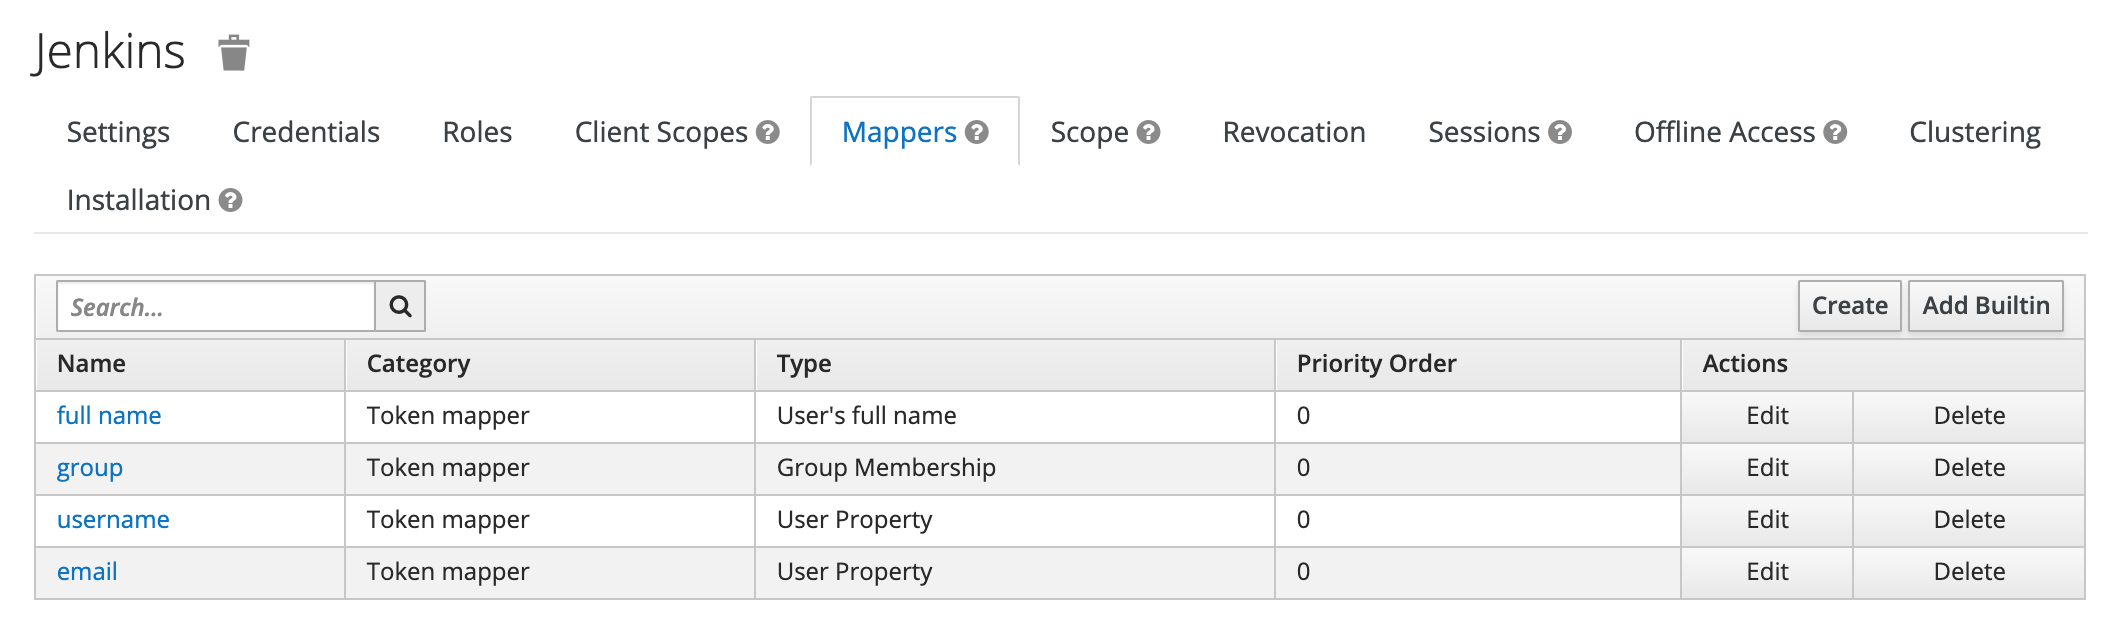 Jenkins
Settings Credentials Roles Client Scopes ? Mappers ? Scope ? Revocation Sessions ? Offline Access ? Clustering
Installation ?
Search... Create Add Builtin
Name Category Type Priority Order Actions
full name Token mapper User's full name 0 Edit Delete
group Token mapper Group Membership 0 Edit Delete
username Token mapper User Property 0 Edit Delete
email Token mapper User Property 0 Edit Delete